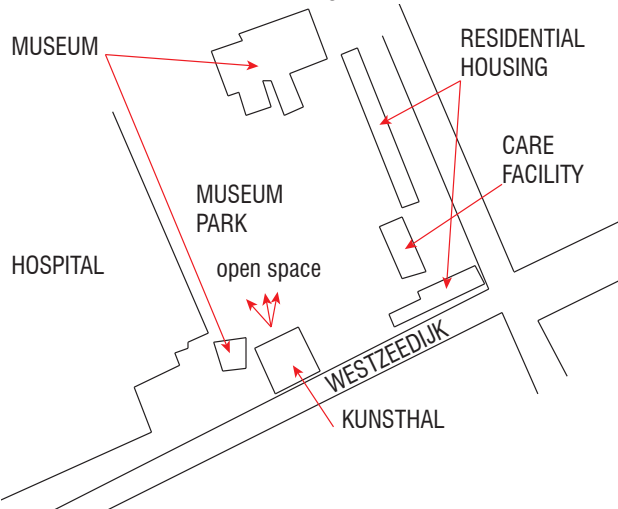 MUSEUM
RESIDENTIAL
HOUSING
CARE
FACILITY
MUSEUM
PARK
HOSPITAL
open space
WESTZEEDIJK
KUNSTHAL